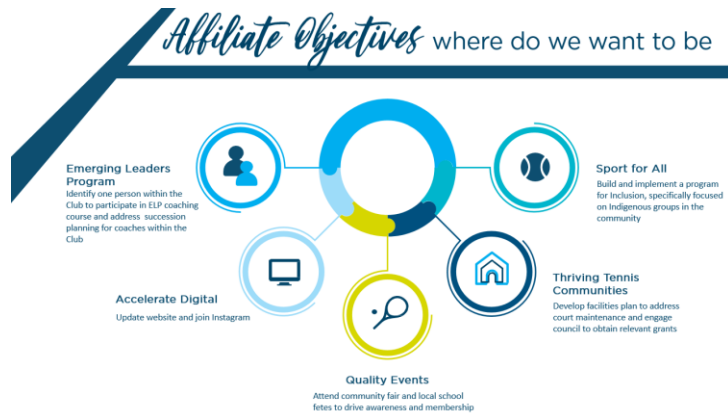 Affiliate Objectives where do we want to be
Emerging Leaders
Program
Identify one person within the
Club to participate in ELP coaching
course and address succession
planning for coaches within the
Club
Sport for All
Build and implement a program
for Inclusion, specifically focused
on Indigenous groups in the
community
Accelerate Digital
Update website and join Instagram
Thriving Tennis
Communities
Develop facilities plan to address
court maintenance and engage
council to obtain relevant grants
Quality Events
Attend community fair and local school
fetes to drive awareness and membership